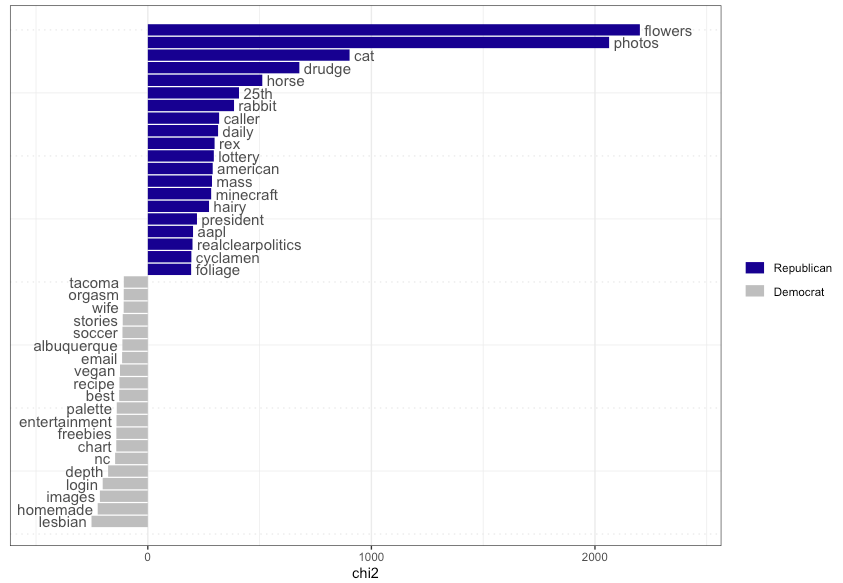 flowers
photos
cat
drudge
horse
25th
rabbit
caller
daily
rex
lottery
american
mass
minecraft
hairy
president
aapl
realclearpolitics
cyclamen
foliage
tacoma
orgasm
wife
stories
soccer
albuquerque
email
vegan
recipe
best
palette
entertainment
freebies
chart
nc
depth
login
images
homemade
lesbian
0 1000 2000
chi2
Republican
Democrat